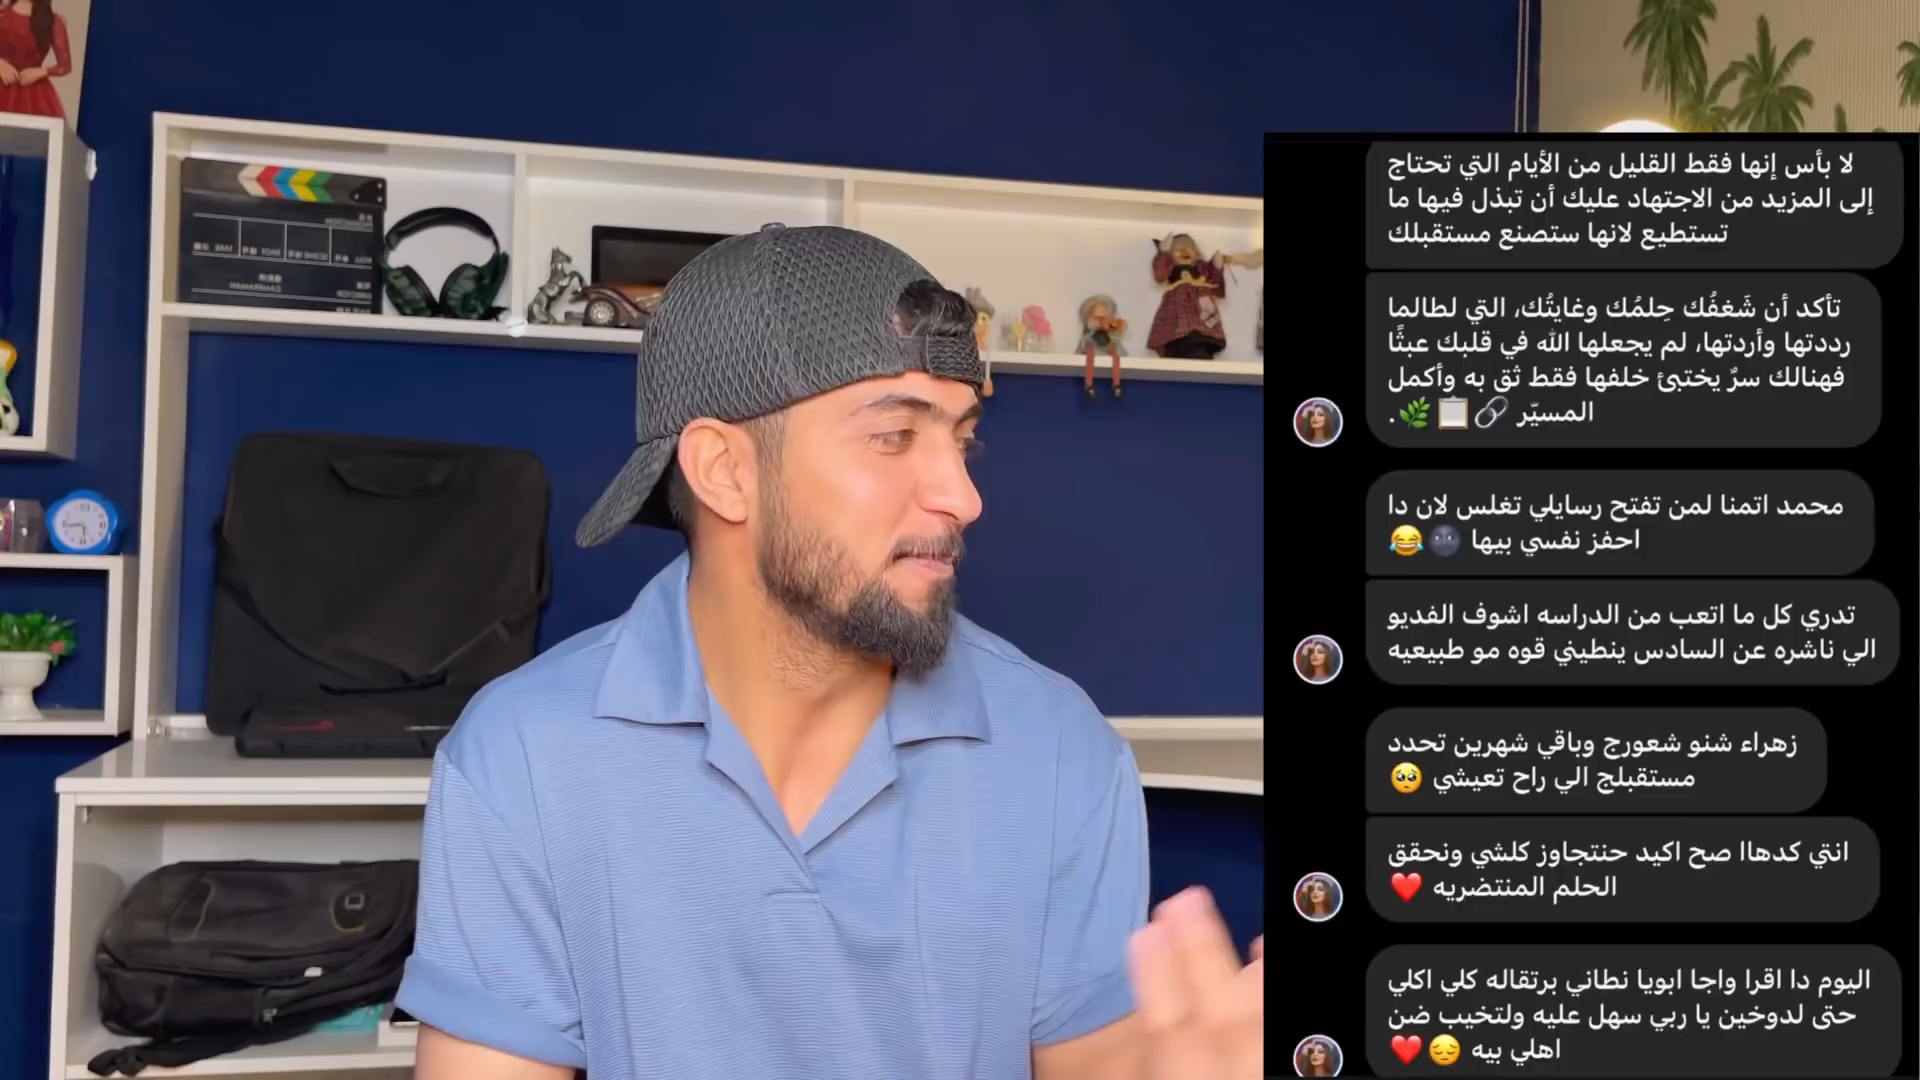 لا بأس إنها فقط القليل من الأيام التي تحتاج
إلى المزيد من الاجتهاد عليك أن تبذل فيها ما
تستطيع لانها ستصنع مستقبلك
تأكد أن شَغفُك حِلمُك وغايتُك، التي لطالما
رددتها وأردتها، لم يجعلها الله في قلبك عبثًا
فهنالك سرٌ يختبئ خلفها فقط ثق به وأكمل
المسيّر 🔗📋🌿.
محمد اتمنا لمن تفتح رسايلي تغلس لان دا
احفز نفسي بيها 🌚😂
تدري كل ما اتعب من الدراسه اشوف الفديو
الي ناشره عن السادس ينطيني قوه مو طبيعيه
زهراء شنو شعورج وباقي شهرين تحدد
مستقبلج الي راح تعيشي 🥺
انتي كدهاا صح اكيد حنتجاوز كلشي ونحقق
الحلم المنتضريه ❤️
اليوم دا اقرا واجا ابويا نطاني برتقاله كلي اكلي
حتى لدوخين يا ربي سهل عليه ولتخيب ضن
اهلي بيه 😔❤️